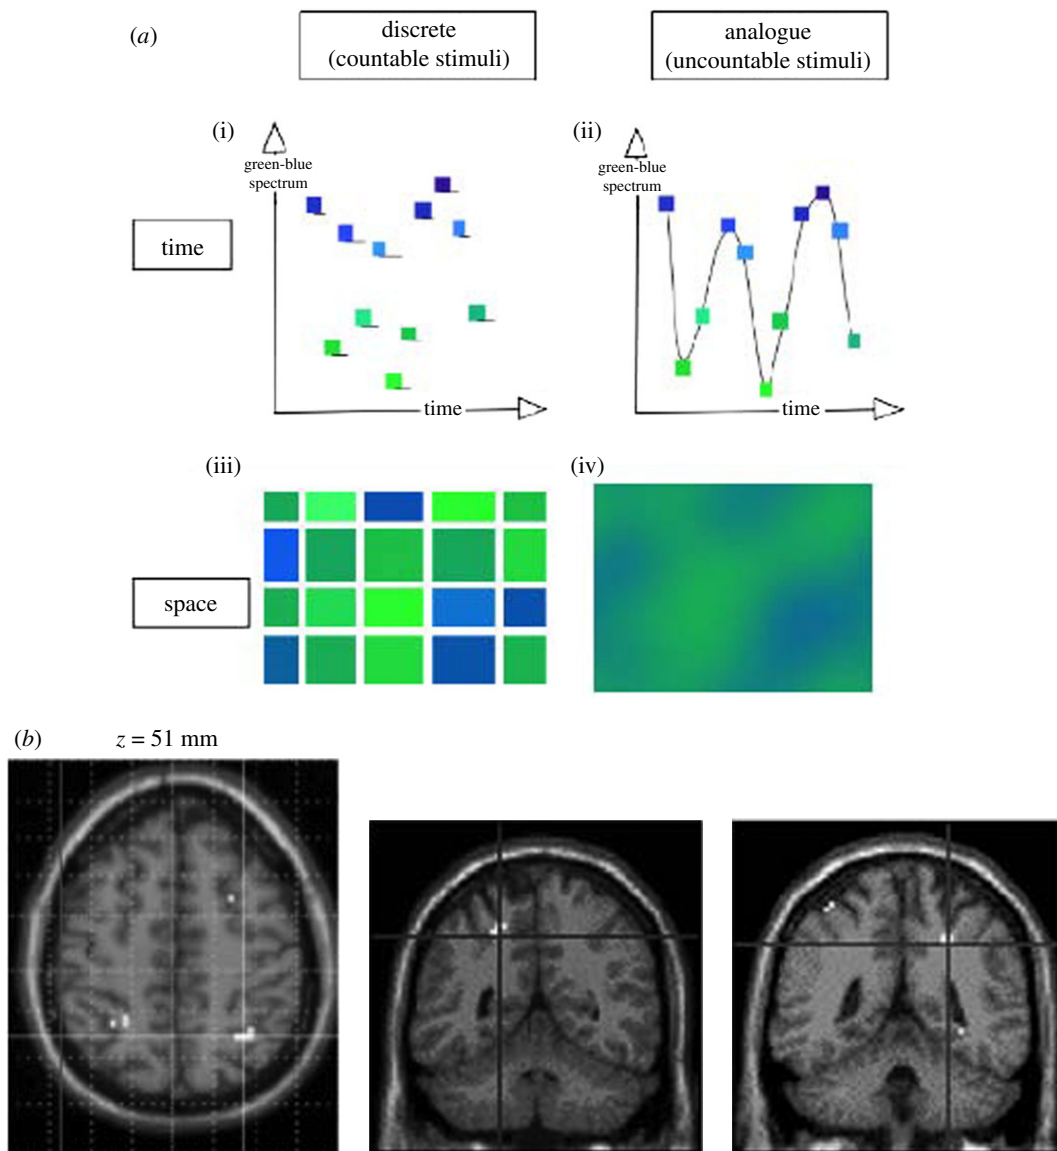 (a)
discrete
(countable stimuli)
analogue
(uncountable stimuli)
(i)
green-blue
spectrum
time
(ii)
green-blue
spectrum
time
time
(iii)
(iv)
space
(b)
z = 51 mm